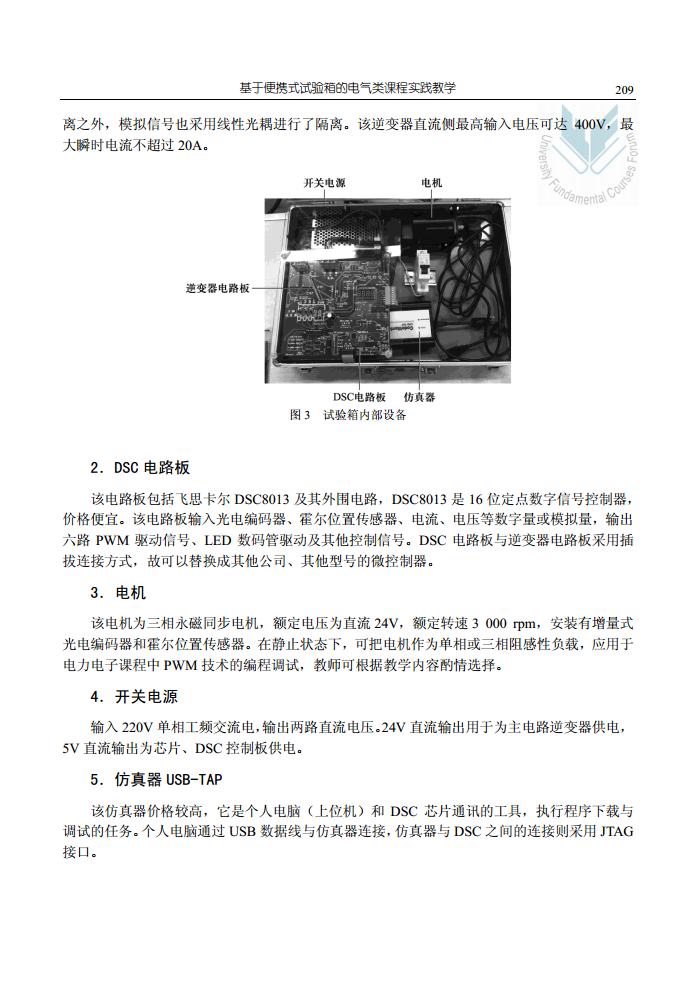 基于便携式试验箱的电气类课程实践教学
209
离之外，模拟信号也采用线性光耦进行了隔离。该逆变器直流侧最高输入电压可达 400V，最
大瞬时电流不超过 20A。
University Fundamental Courses Forum
开关电源
电机
逆变器电路板
DSC电路板
仿真器
图 3 试验箱内部设备
2．DSC 电路板
该电路板包括飞思卡尔 DSC8013 及其外围电路，DSC8013 是 16 位定点数字信号控制器，
价格便宜。该电路板输入光电编码器、霍尔位置传感器、电流、电压等数字量或模拟量，输出
六路 PWM 驱动信号、LED 数码管驱动及其他控制信号。DSC 电路板与逆变器电路板采用插
拔连接方式，故可以替换成其他公司、其他型号的微控制器。
3．电机
该电机为三相永磁同步电机，额定电压为直流 24V，额定转速 3 000 rpm，安装有增量式
光电编码器和霍尔位置传感器。在静止状态下，可把电机作为单相或三相阻感性负载，应用于
电力电子课程中 PWM 技术的编程调试，教师可根据教学内容酌情选择。
4．开关电源
输入 220V 单相工频交流电，输出两路直流电压。24V 直流输出用于为主电路逆变器供电，
5V 直流输出为芯片、DSC 控制板供电。
5．仿真器 USB-TAP
该仿真器价格较高，它是个人电脑（上位机）和 DSC 芯片通讯的工具，执行程序下载与
调试的任务。个人电脑通过 USB 数据线与仿真器连接，仿真器与 DSC 之间的连接则采用 JTAG
接口。